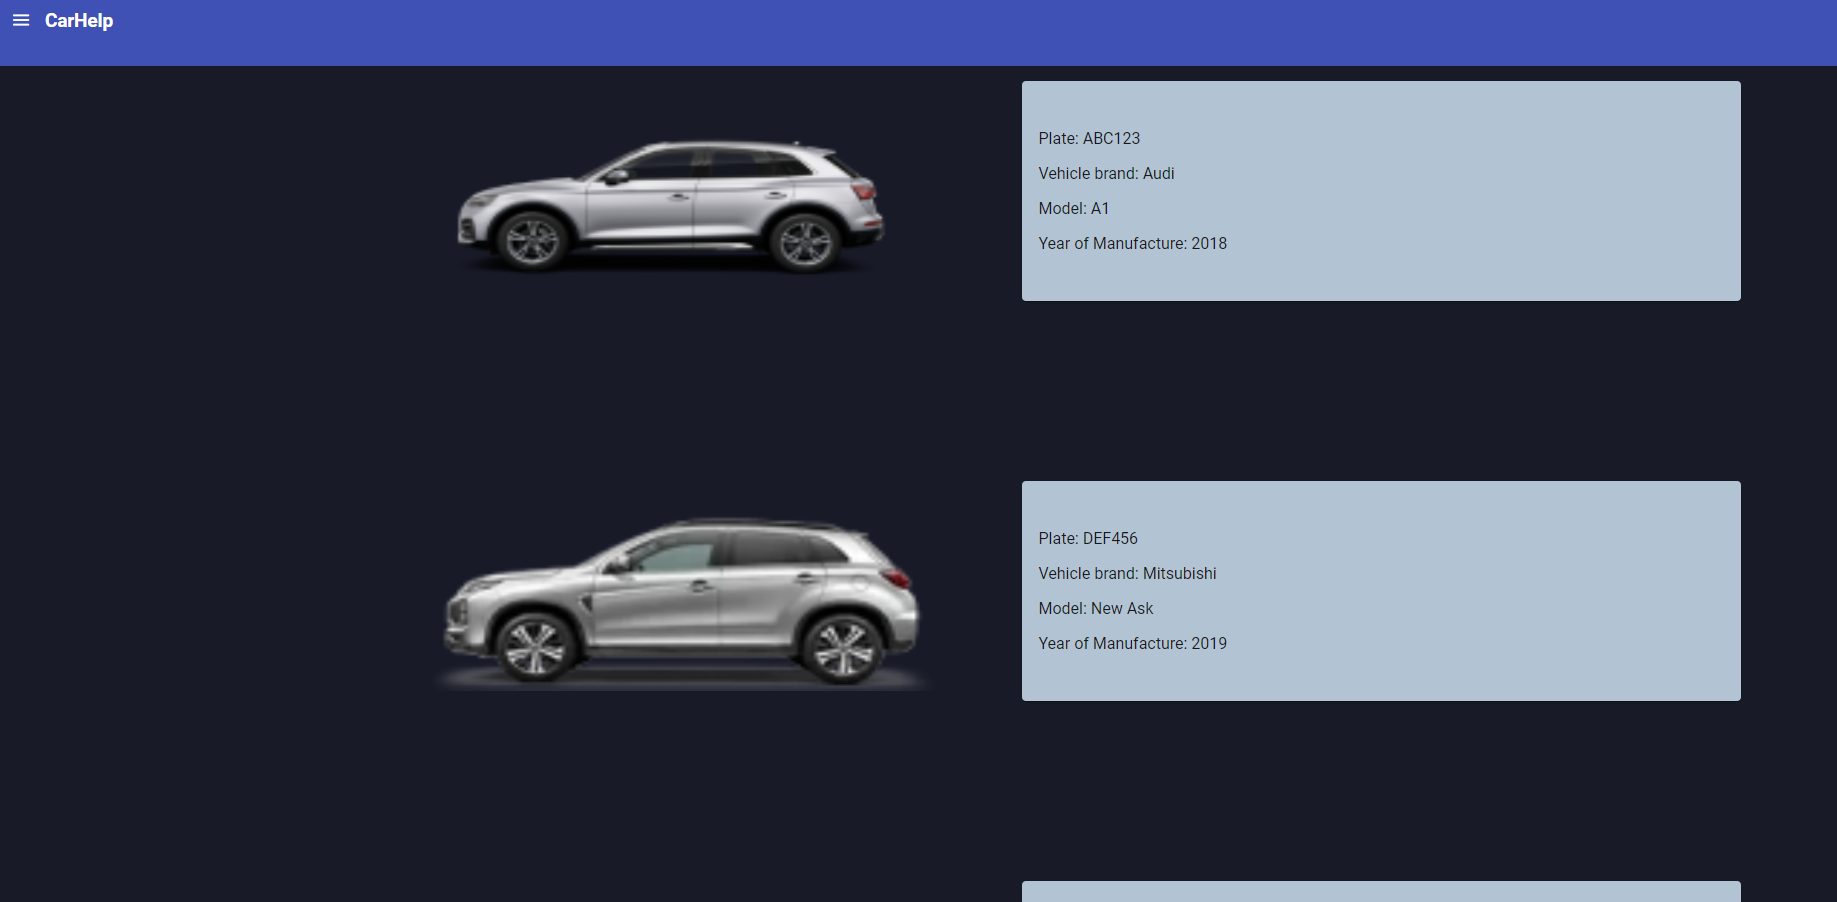 CarHelp
Plate: ABC123
Vehicle brand: Audi
Model: A1
Year of Manufacture: 2018
Plate: DEF456
Vehicle brand: Mitsubishi
Model: New Ask
Year of Manufacture: 2019